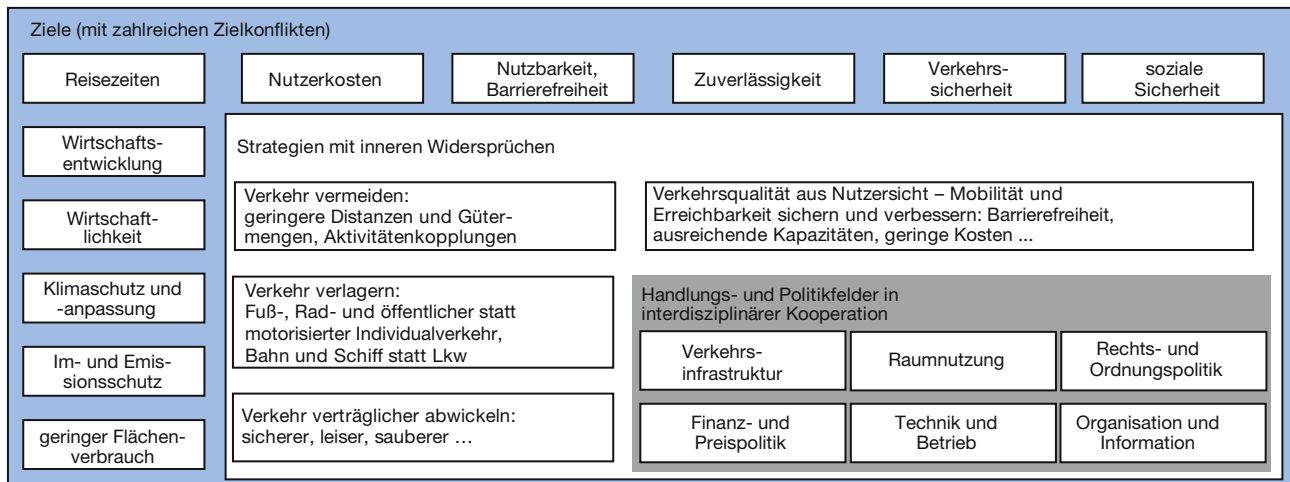 Ziele (mit zahlreichen Zielkonflikten)
Reisezeiten
Nutzerkosten
Nutzbarkeit,
Barrierefreiheit
Zuverlässigkeit
Verkehrs-
sicherheit
soziale
Sicherheit
Wirtschafts-
entwicklung
Wirtschaft-
lichkeit
Klimaschutz und
-anpassung
Im- und Emis-
sionsschutz
geringer Flächen-
verbrauch
Strategien mit inneren Widersprüchen
Verkehr vermeiden:
geringere Distanzen und Güter-
mengen, Aktivitätenkopplungen
Verkehrsqualität aus Nutzersicht – Mobilität und
Erreichbarkeit sichern und verbessern: Barrierefreiheit,
ausreichende Kapazitäten, geringe Kosten ...
Verkehr verlagern:
Fuß-, Rad- und öffentlicher statt
motorisierter Individualverkehr,
Bahn und Schiff statt Lkw
Verkehr verträglicher abwickeln:
sicherer, leiser, sauberer …
Handlungs- und Politikfelder in
interdisziplinärer Kooperation
Verkehrs-
infrastruktur
Raumnutzung
Rechts- und
Ordnungspolitik
Finanz- und
Preispolitik
Technik und
Betrieb
Organisation und
Information